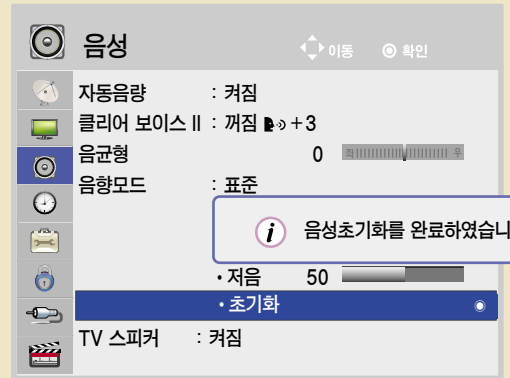 음성 이동 확인
자동음량 : 켜짐
클리어 보이스 II : 꺼짐 +3
음균형 0 좌 우
음향모드 : 표준
i 음성초기화를 완료하였습니
• 저음 50
• 초기화
TV 스피커 : 켜짐